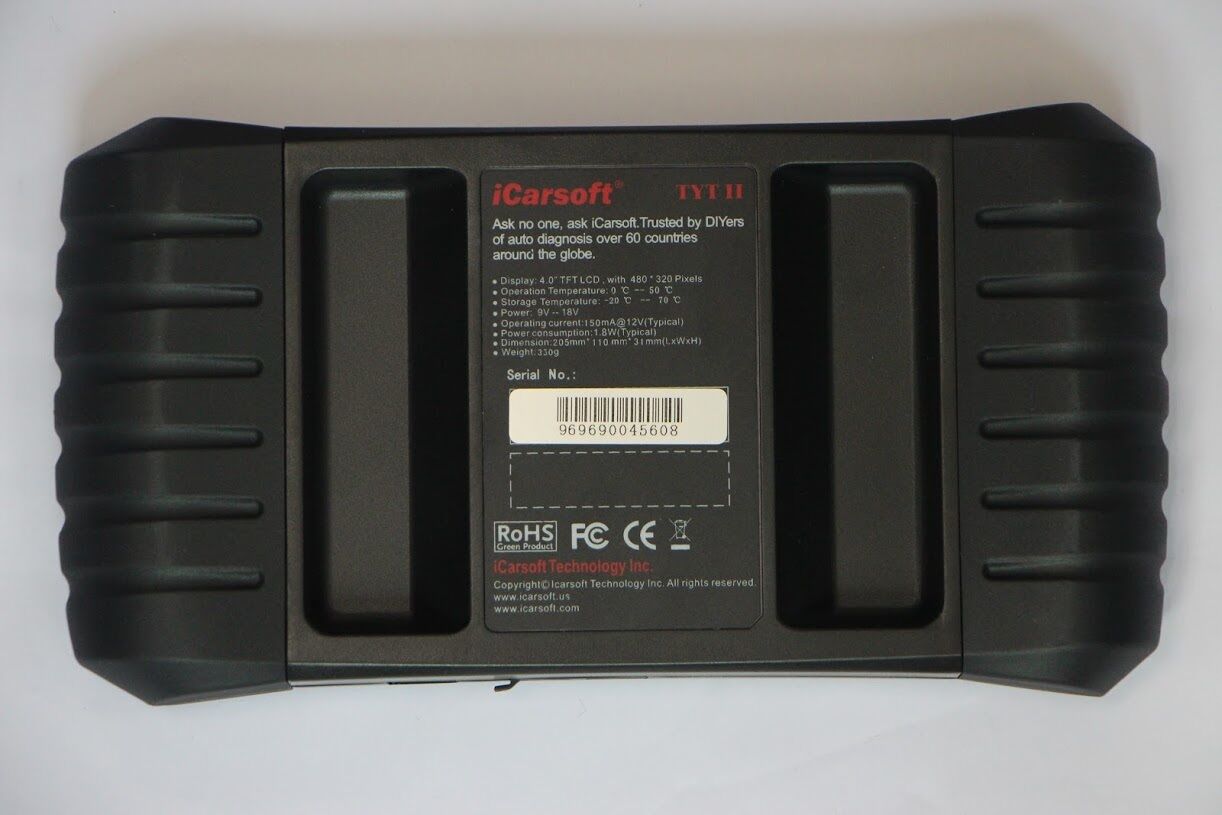 iCarsoft® TYT II
Ask no one, ask iCarsoft.Trusted by DIYers
of auto diagnosis over 60 countries
around the globe.
• Display: 4.0" TFT LCD , with 480 * 320 Pixels
• Operation Temperature: 0 ℃ -- 50 ℃
• Storage Temperature: -20 ℃ -- 70 ℃
• Power: 9V -- 18V
• Operating current:150mA@12V(Typical)
• Power consumption:1.8W(Typical)
• Dimension:205mm* 110 mm* 31mm(LxWxH)
• Weight:330g
Serial No.:
969690045608
RoHS FC CE
Green Product
iCarsoft Technology Inc.
Copyright© Icarsoft Technology Inc. All rights reserved.
www.icarsoft.us
www.icarsoft.com